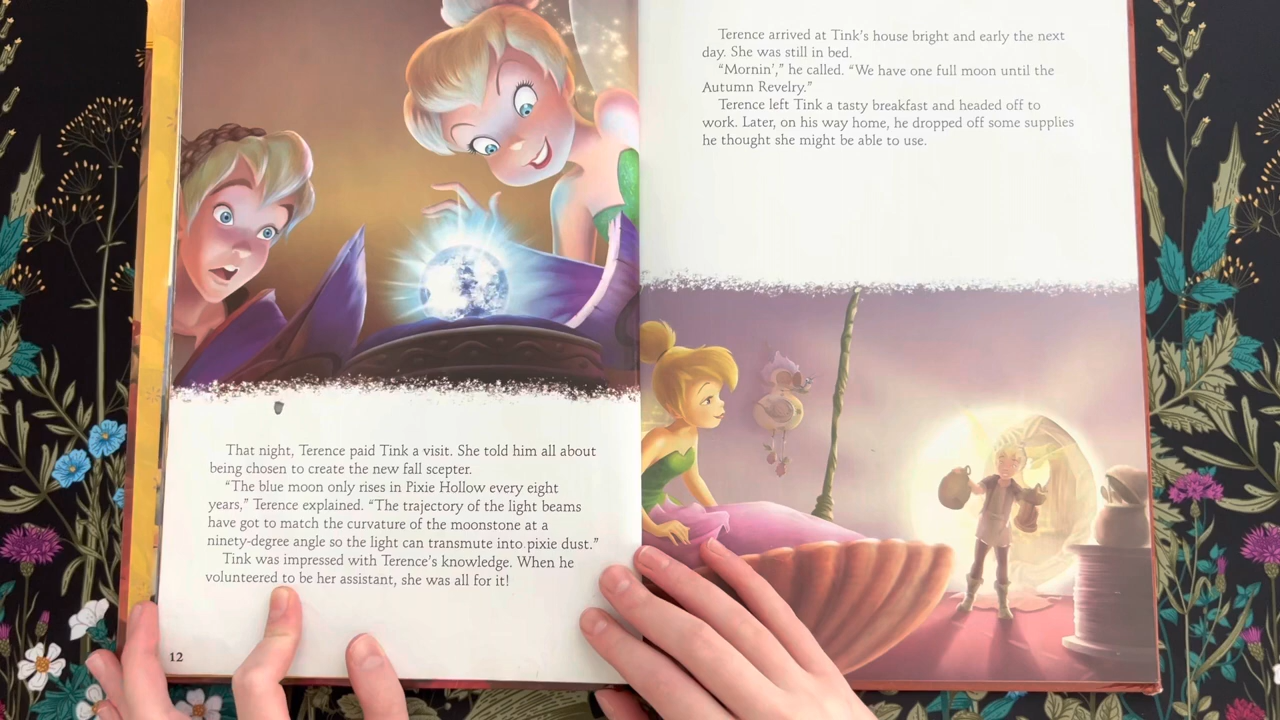 That night, Terence paid Tink a visit. She told him all about
being chosen to create the new fall scepter.
“The blue moon only rises in Pixie Hollow every eight
years,” Terence explained. “The trajectory of the light beams
have got to match the curvature of the moonstone at a
ninety-degree angle so the light can transmute into pixie dust.”
Tink was impressed with Terence’s knowledge. When he
volunteered to be her assistant, she was all for it!
12
Terence arrived at Tink’s house bright and early the next
day. She was still in bed.
“Mornin’,” he called. “We have one full moon until the
Autumn Revelry.”
Terence left Tink a tasty breakfast and headed off to
work. Later, on his way home, he dropped off some supplies
he thought she might be able to use.